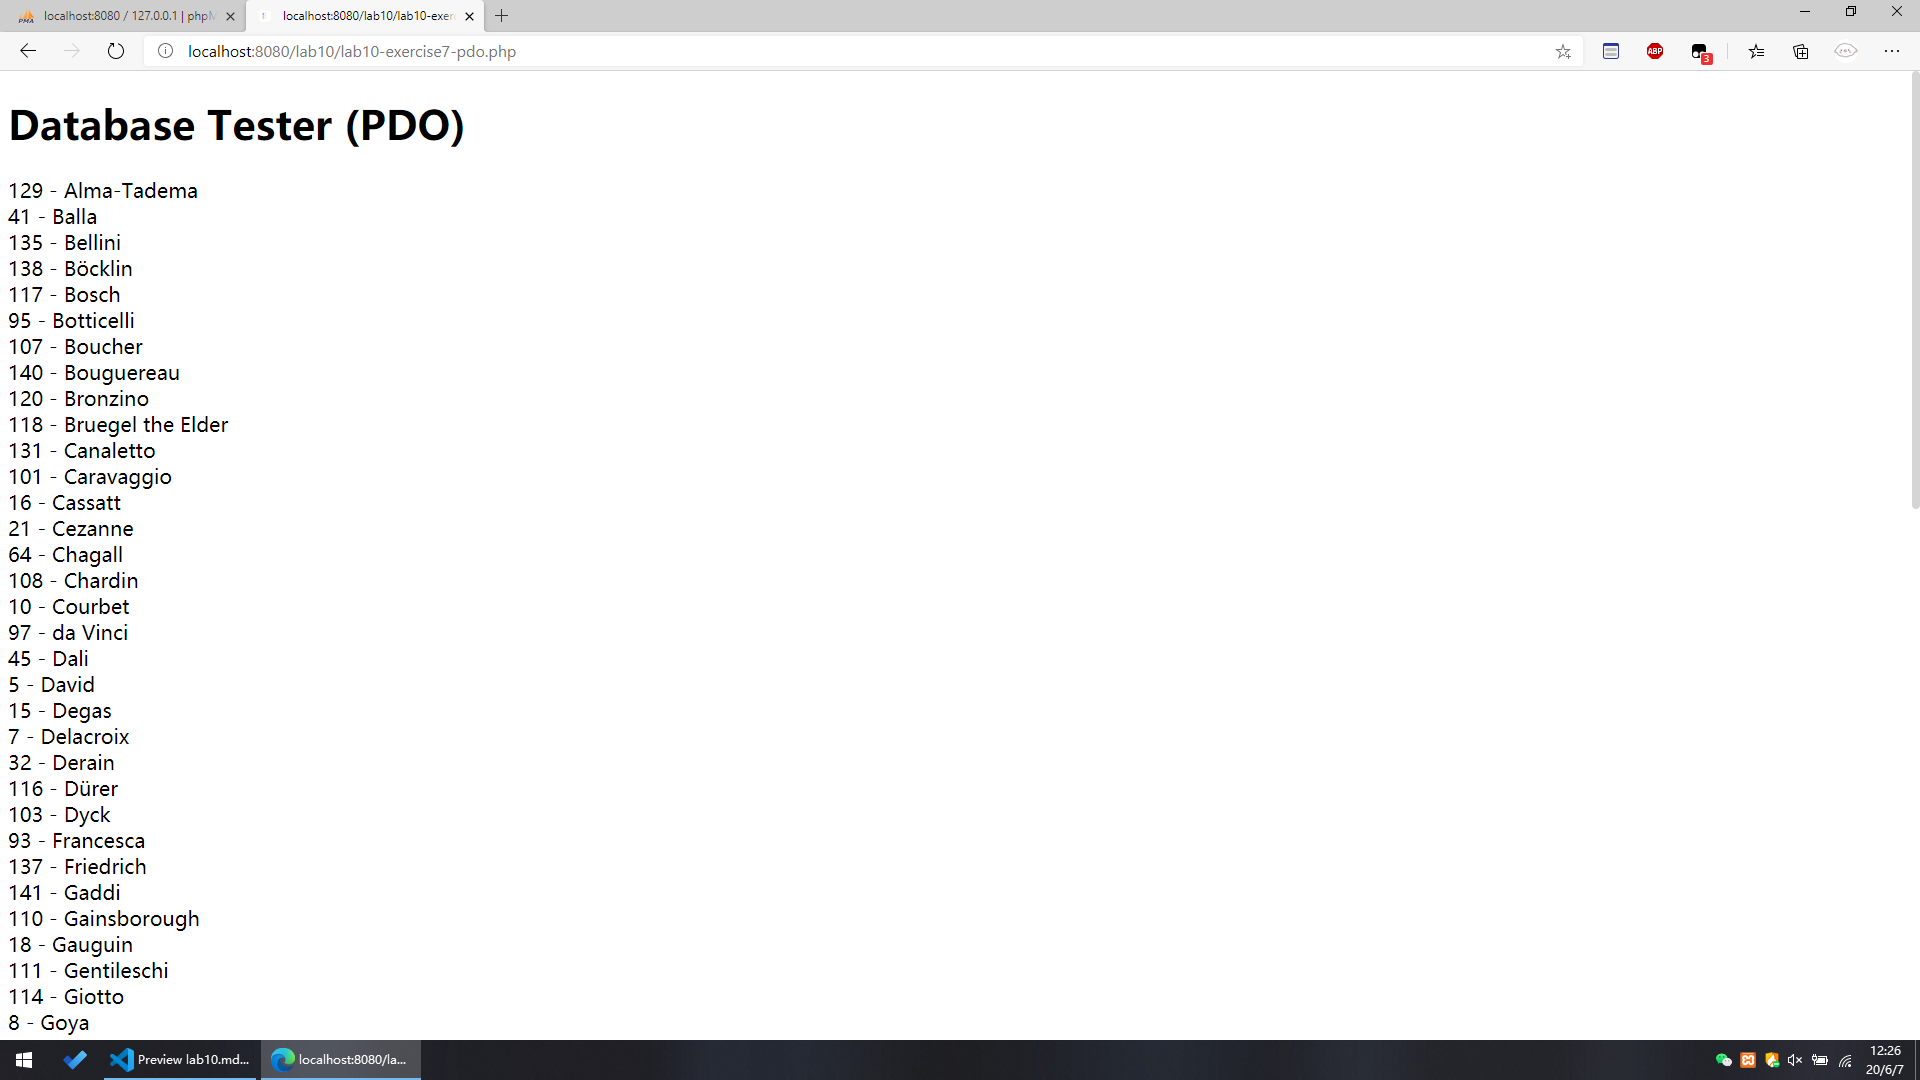 localhost:8080 / 127.0.0.1 | phpM
localhost:8080/lab10/lab10-exer
localhost:8080/lab10/lab10-exercise7-pdo.php
ABP
3
Database Tester (PDO)
129 - Alma-Tadema
41 - Balla
135 - Bellini
138 - Böcklin
117 - Bosch
95 - Botticelli
107 - Boucher
140 - Bouguereau
120 - Bronzino
118 - Bruegel the Elder
131 - Canaletto
101 - Caravaggio
16 - Cassatt
21 - Cezanne
64 - Chagall
108 - Chardin
10 - Courbet
97 - da Vinci
45 - Dali
5 - David
15 - Degas
7 - Delacroix
32 - Derain
116 - Dürer
103 - Dyck
93 - Francesca
137 - Friedrich
141 - Gaddi
110 - Gainsborough
18 - Gauguin
111 - Gentileschi
114 - Giotto
8 - Goya
Preview lab10.md...
localhost:8080/la...
12:26
20/6/7